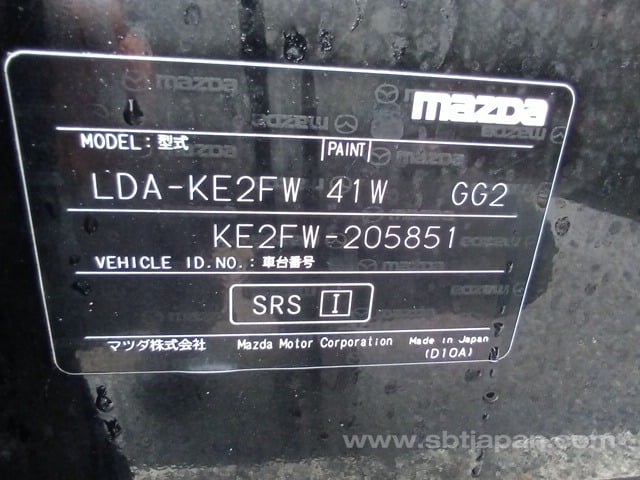 mazda
MODEL: 型式 PAINT
LDA-KE2FW 41W GG2
KE2FW-205851
VEHICLE ID.NO.: 車台番号
SRS I
マツダ株式会社 Mazda Motor Corporation Made in Japan
(D10A)
www.sbtjapan.com